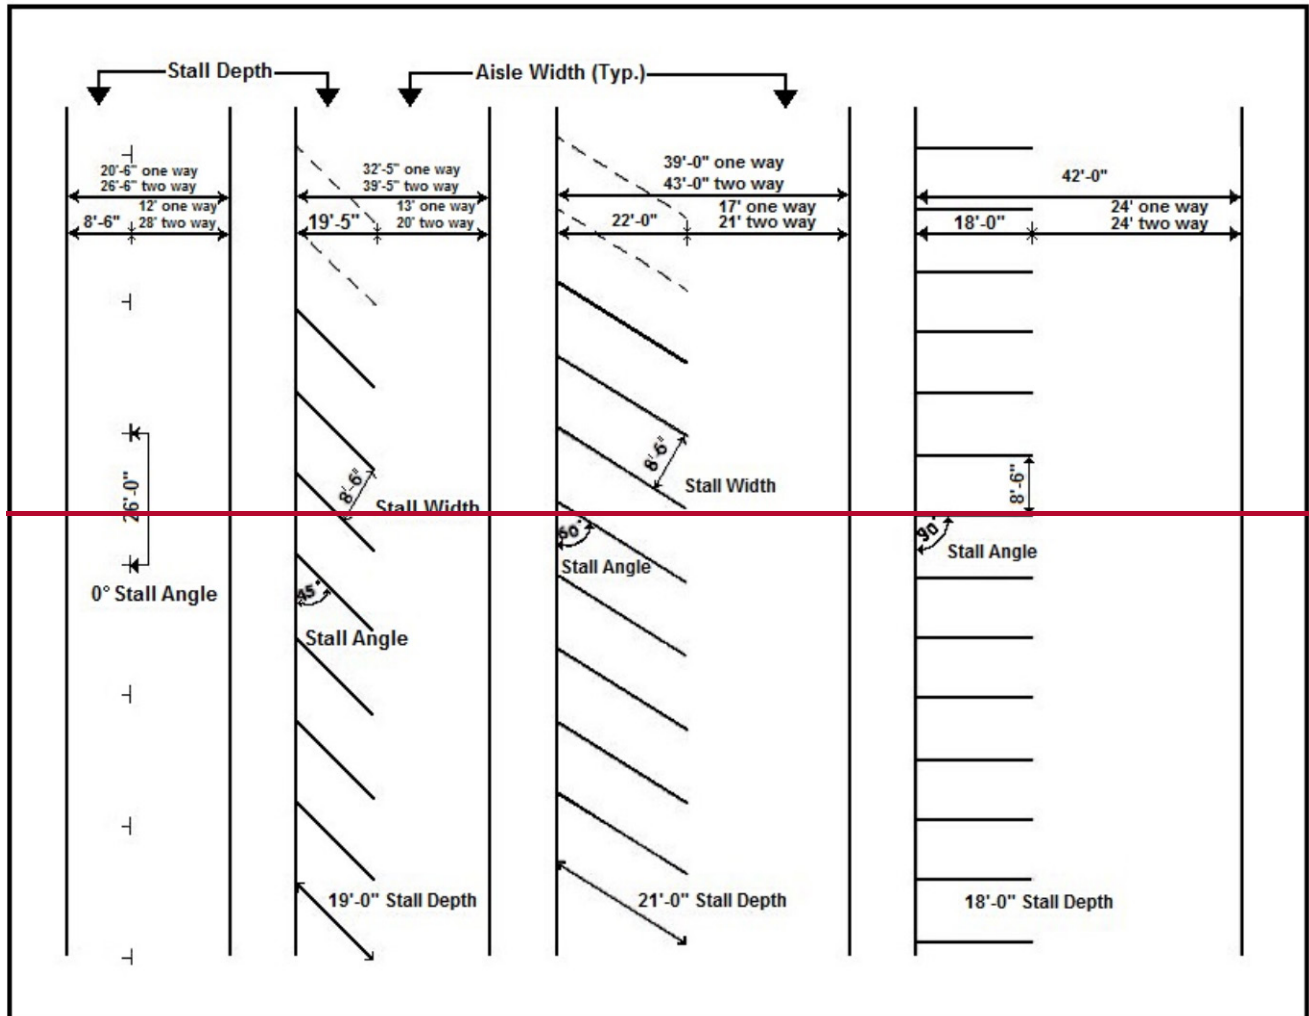 Stall Depth
Aisle Width (Typ.)
20'-6" one way
26'-6" two way
12' one way
8'-6"
28' two way
32'-5" one way
39'-5" two way
13' one way
19'-5"
20' two way
39'-0" one way
43'-0" two way
17' one way
22'-0"
21' two way
42'-0"
24' one way
18'-0"
24' two way
26'-0"
8'-6"
Stall Width
8'-6"
Stall Width
8'-6"
0° Stall Angle
45°
Stall Angle
60°
Stall Angle
90°
Stall Angle
19'-0" Stall Depth
21'-0" Stall Depth
18'-0" Stall Depth